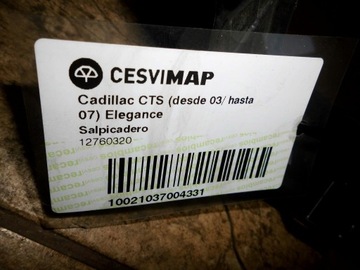 CESVIMAP
Cadillac CTS (desde 03/ hasta
07) Elegance
Salpicadero
12760320
10021037004331